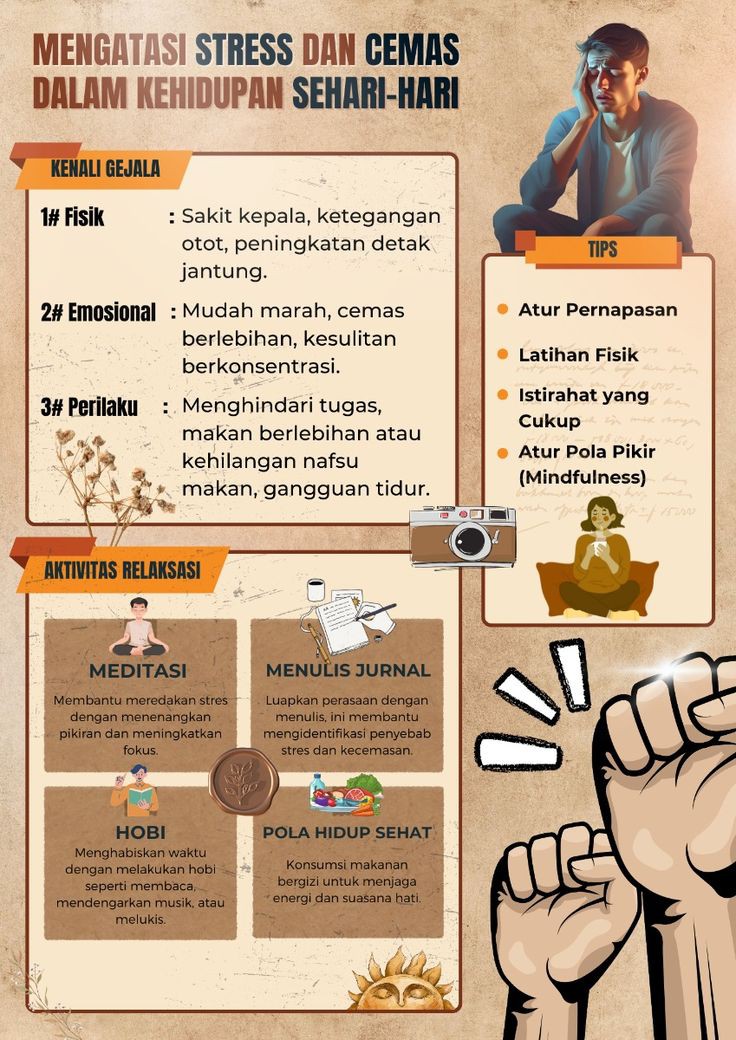 MENGATASI STRESS DAN CEMAS
DALAM KEHIDUPAN SEHARI-HARI
KENALI GEJALA
1# Fisik : Sakit kepala, ketegangan
otot, peningkatan detak
jantung.
2# Emosional : Mudah marah, cemas
berlebihan, kesulitan
berkonsentrasi.
3# Perilaku : Menghindari tugas,
makan berlebihan atau
kehilangan nafsu
makan, gangguan tidur.
TIPS
Atur Pernapasan
Latihan Fisik
Istirahat yang
Cukup
Atur Pola Pikir
(Mindfulness)
AKTIVITAS RELAKSASI
MEDITASI
Membantu meredakan stres
dengan menenangkan
pikiran dan meningkatkan
fokus.
MENULIS JURNAL
Luapkan perasaan dengan
menulis, ini membantu
mengidentifikasi penyebab
stres dan kecemasan.
HOBI
Menghabiskan waktu
dengan melakukan hobi
seperti membaca,
mendengarkan musik, atau
melukis.
POLA HIDUP SEHAT
Konsumsi makanan
bergizi untuk menjaga
energi dan suasana hati.